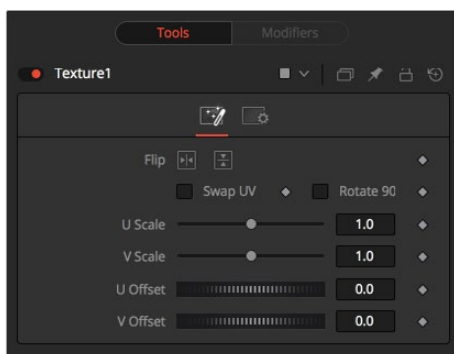 Tools Modifiers
Texture1
Flip
Swap UV Rotate 90
U Scale 1.0
V Scale 1.0
U Offset 0.0
V Offset 0.0